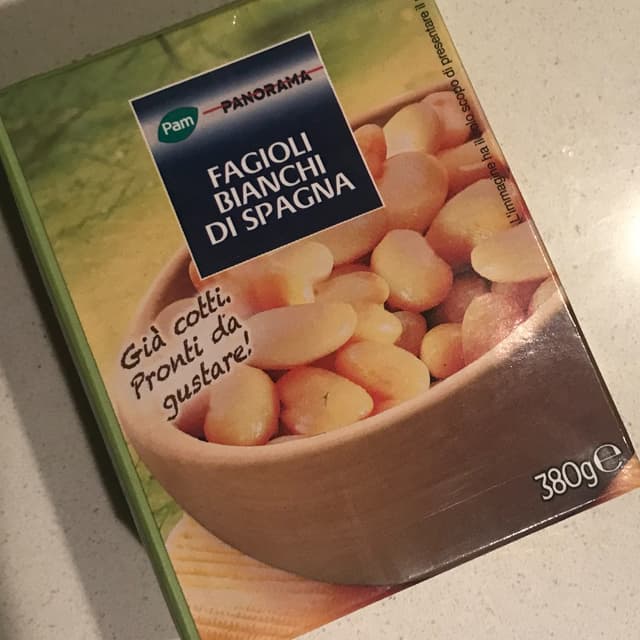 Pam PANORAMA
FAGIOLI
BIANCHI
DI SPAGNA
Già cotti.
Pronti da
gustare!
380g e
L'immagine ha il solo scopo di presentare il